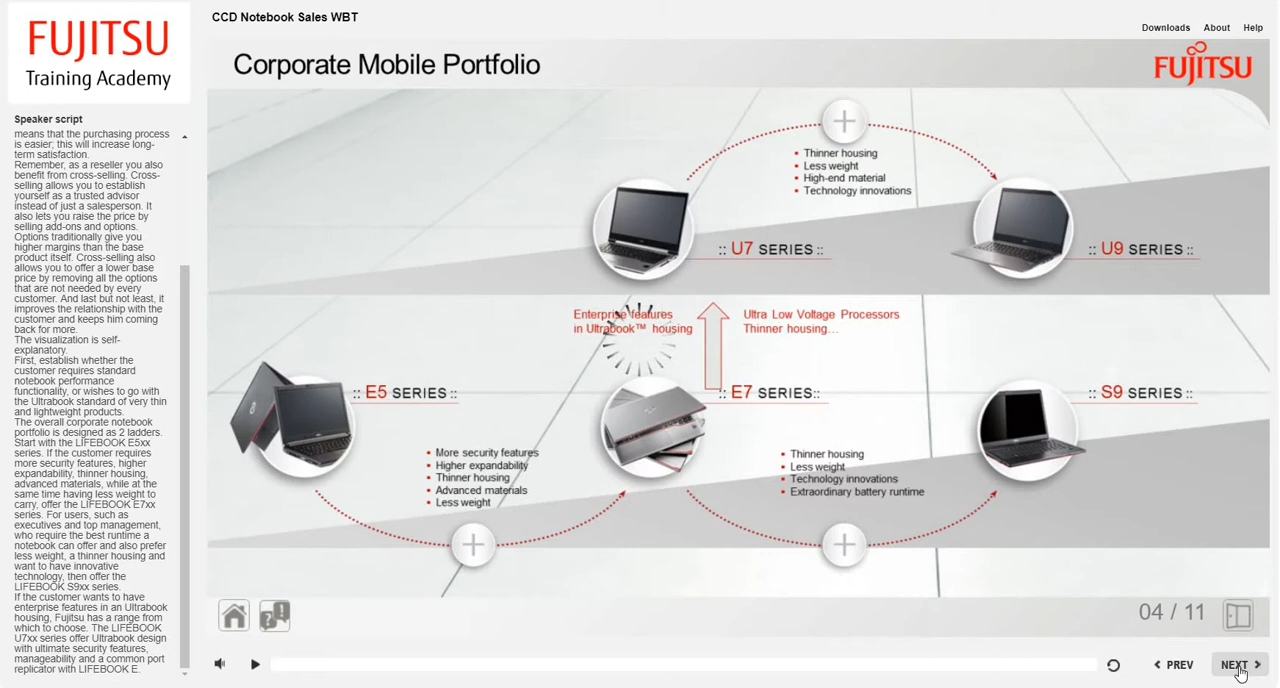 FUJITSU
Training Academy
CCD Notebook Sales WBT
Downloads About Help
Corporate Mobile Portfolio
FUJITSU
Speaker script
means that the purchasing process
is easier; this will increase long-
term satisfaction.
Remember, as a reseller you also
benefit from cross-selling. Cross-
selling allows you to establish
yourself as a trusted advisor
instead of just a salesperson. It
also lets you raise the price by
selling add-ons and options.
Options traditionally give you
higher margins than the base
product itself. Cross-selling also
allows you to offer a lower base
price by removing all the options
that are not needed by every
customer. And last but not least, it
improves the relationship with the
customer and keeps him coming
back for more.
The visualization is self-
explanatory.
First, establish whether the
customer requires standard
notebook performance
functionality, or wishes to go with
the Ultrabook standard of very thin
and lightweight products.
The overall corporate notebook
portfolio is designed as 2 ladders.
Start with the LIFEBOOK E5xx
series. If the customer requires
more security features, higher
expandability, thinner housing,
advanced materials, while at the
same time having less weight to
carry, offer the LIFEBOOK E7xx
series. For users, such as
executives and top management,
who require the best runtime a
notebook can offer and also prefer
less weight, a thinner housing and
want to have innovative
technology, then offer the
LIFEBOOK S9xx series.
If the customer wants to have
enterprise features in an Ultrabook
housing, Fujitsu has a range from
which to choose. The LIFEBOOK
U7xx series offer Ultrabook design
with ultimate security features,
manageability and a common port
replicator with LIFEBOOK E.
Thinner housing
Less weight
High-end material
Technology innovations
:: U7 SERIES ::
:: U9 SERIES ::
Enterprise features
in Ultrabook™ housing
Ultra Low Voltage Processors
Thinner housing...
:: E5 SERIES ::
:: E7 SERIES ::
:: S9 SERIES ::
More security features
Higher expandability
Thinner housing
Advanced materials
Less weight
Thinner housing
Less weight
Technology innovations
Extraordinary battery runtime
04 / 11
PREV
NEXT